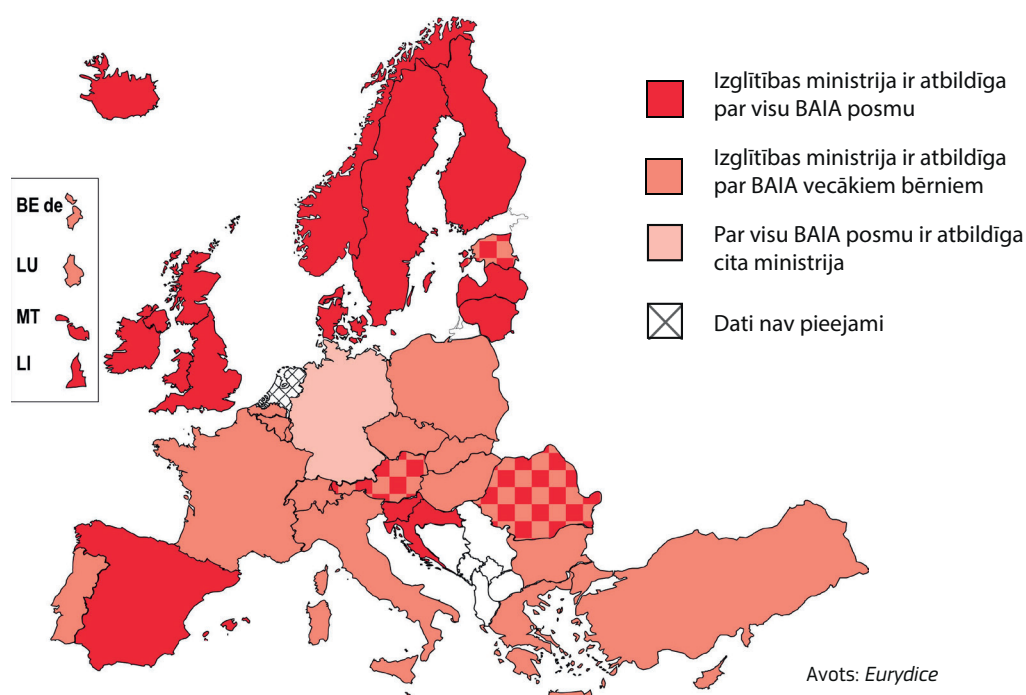 Izglītības ministrija ir atbildīga
par visu BAIA posmu
Izglītības ministrija ir atbildīga
par BAIA vecākiem bērniem
Par visu BAIA posmu ir atbildīga
cita ministrija
Dati nav pieejami
BE de
LU
MT
LI
Avots: Eurydice